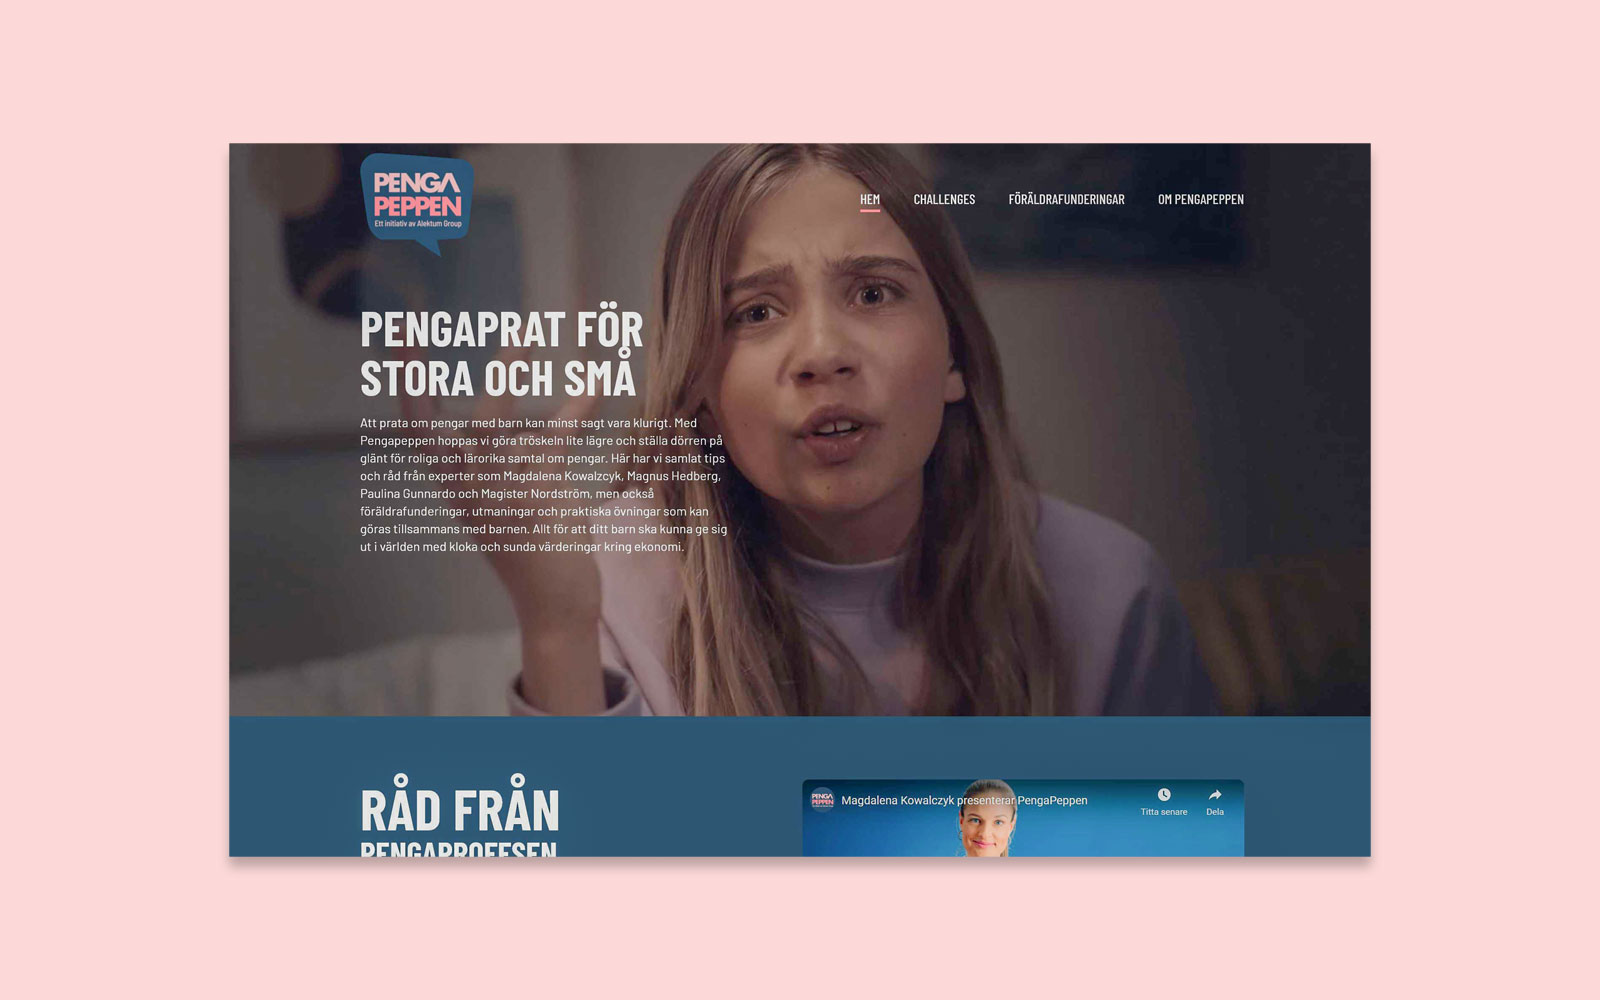 PENGA
PEPPEN
Ett initiativ av Alektum Group
HEM
CHALLENGES
FÖRÄLDRAFUNDERINGAR
OM PENGAPEPPEN
PENGAPRAT FÖR
STORA OCH SMÅ
Att prata om pengar med barn kan minst sagt vara klurigt. Med
Pengapeppen hoppas vi göra tröskeln lite lägre och ställa dörren på
glänt för roliga och lärorika samtal om pengar. Här har vi samlat tips
och råd från experter som Magdalena Kowalzcyk, Magnus Hedberg,
Paulina Gunnardo och Magister Nordström, men också
föräldrafunderingar, utmaningar och praktiska övningar som kan
göras tillsammans med barnen. Allt för att ditt barn ska kunna ge sig
ut i världen med kloka och sunda värderingar kring ekonomi.
RÅD FRÅN
PENGAPROFFSEN
PENGA
PEPPEN
Magdalena Kowalczyk presenterar PengaPeppen
Titta senare
Dela